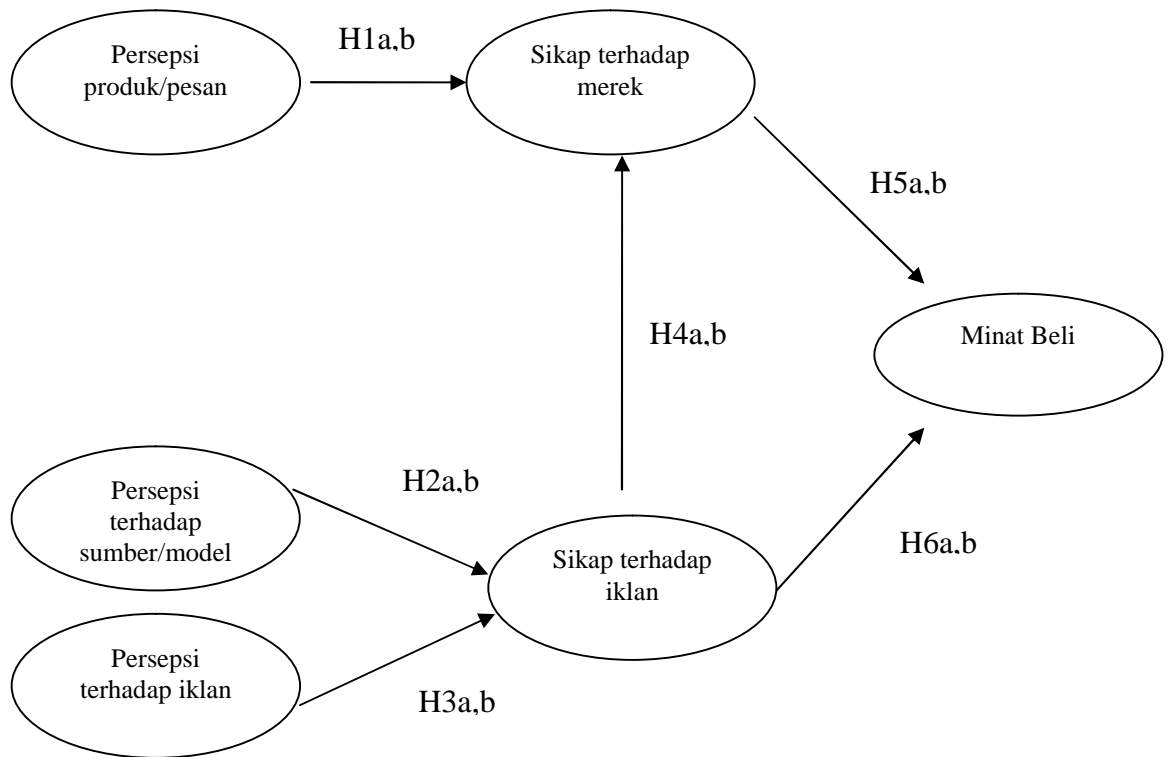 Persepsi
produk/pesan
H1a,b
Sikap terhadap
merek
H5a,b
H4a,b
Minat Beli
Persepsi
terhadap
sumber/model
H2a,b
Sikap terhadap
iklan
H6a,b
Persepsi
terhadap iklan
H3a,b